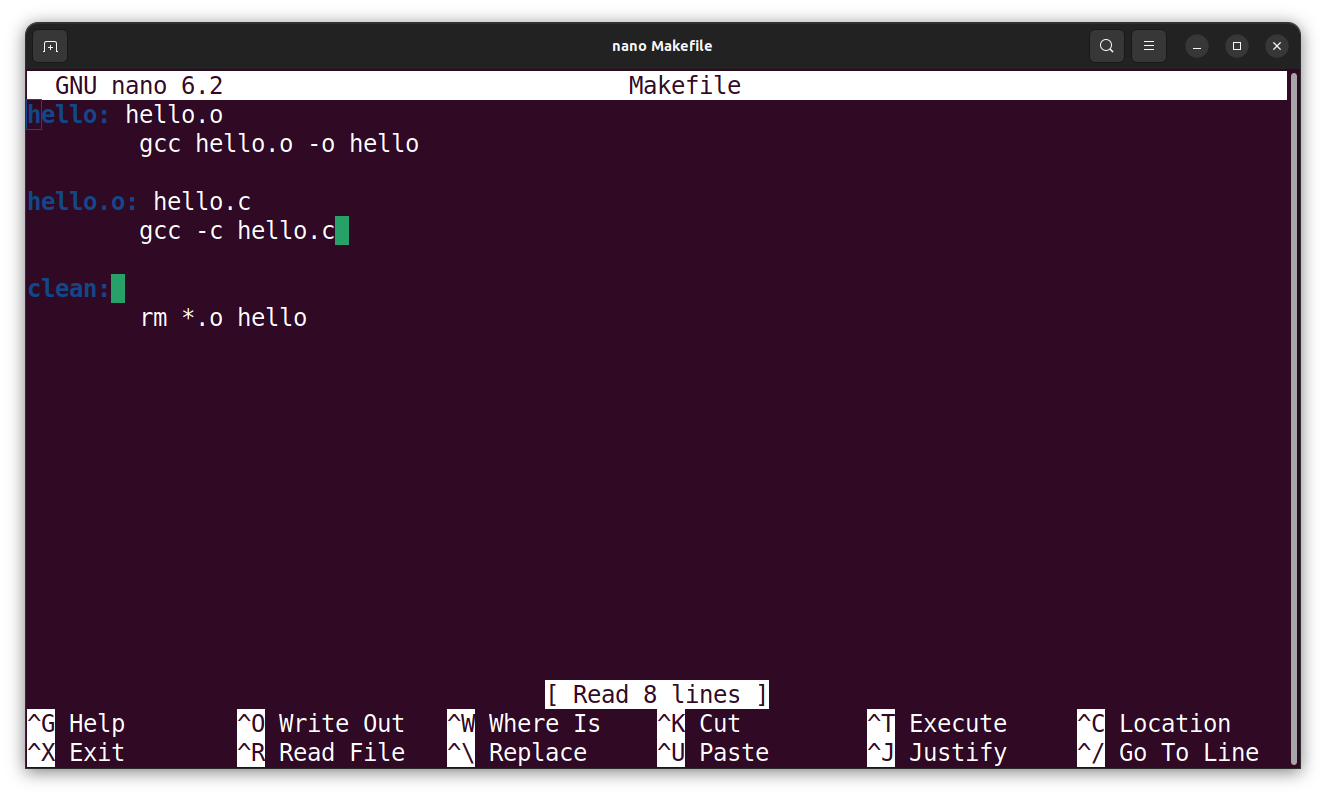 nano Makefile
GNU nano 6.2 Makefile
hello: hello.o
        gcc hello.o -o hello

hello.o: hello.c
        gcc -c hello.c

clean:
        rm *.o hello

[ Read 8 lines ]
^G Help ^O Write Out ^W Where Is ^K Cut ^T Execute ^C Location
^X Exit ^R Read File ^\ Replace ^U Paste ^J Justify ^/ Go To Line